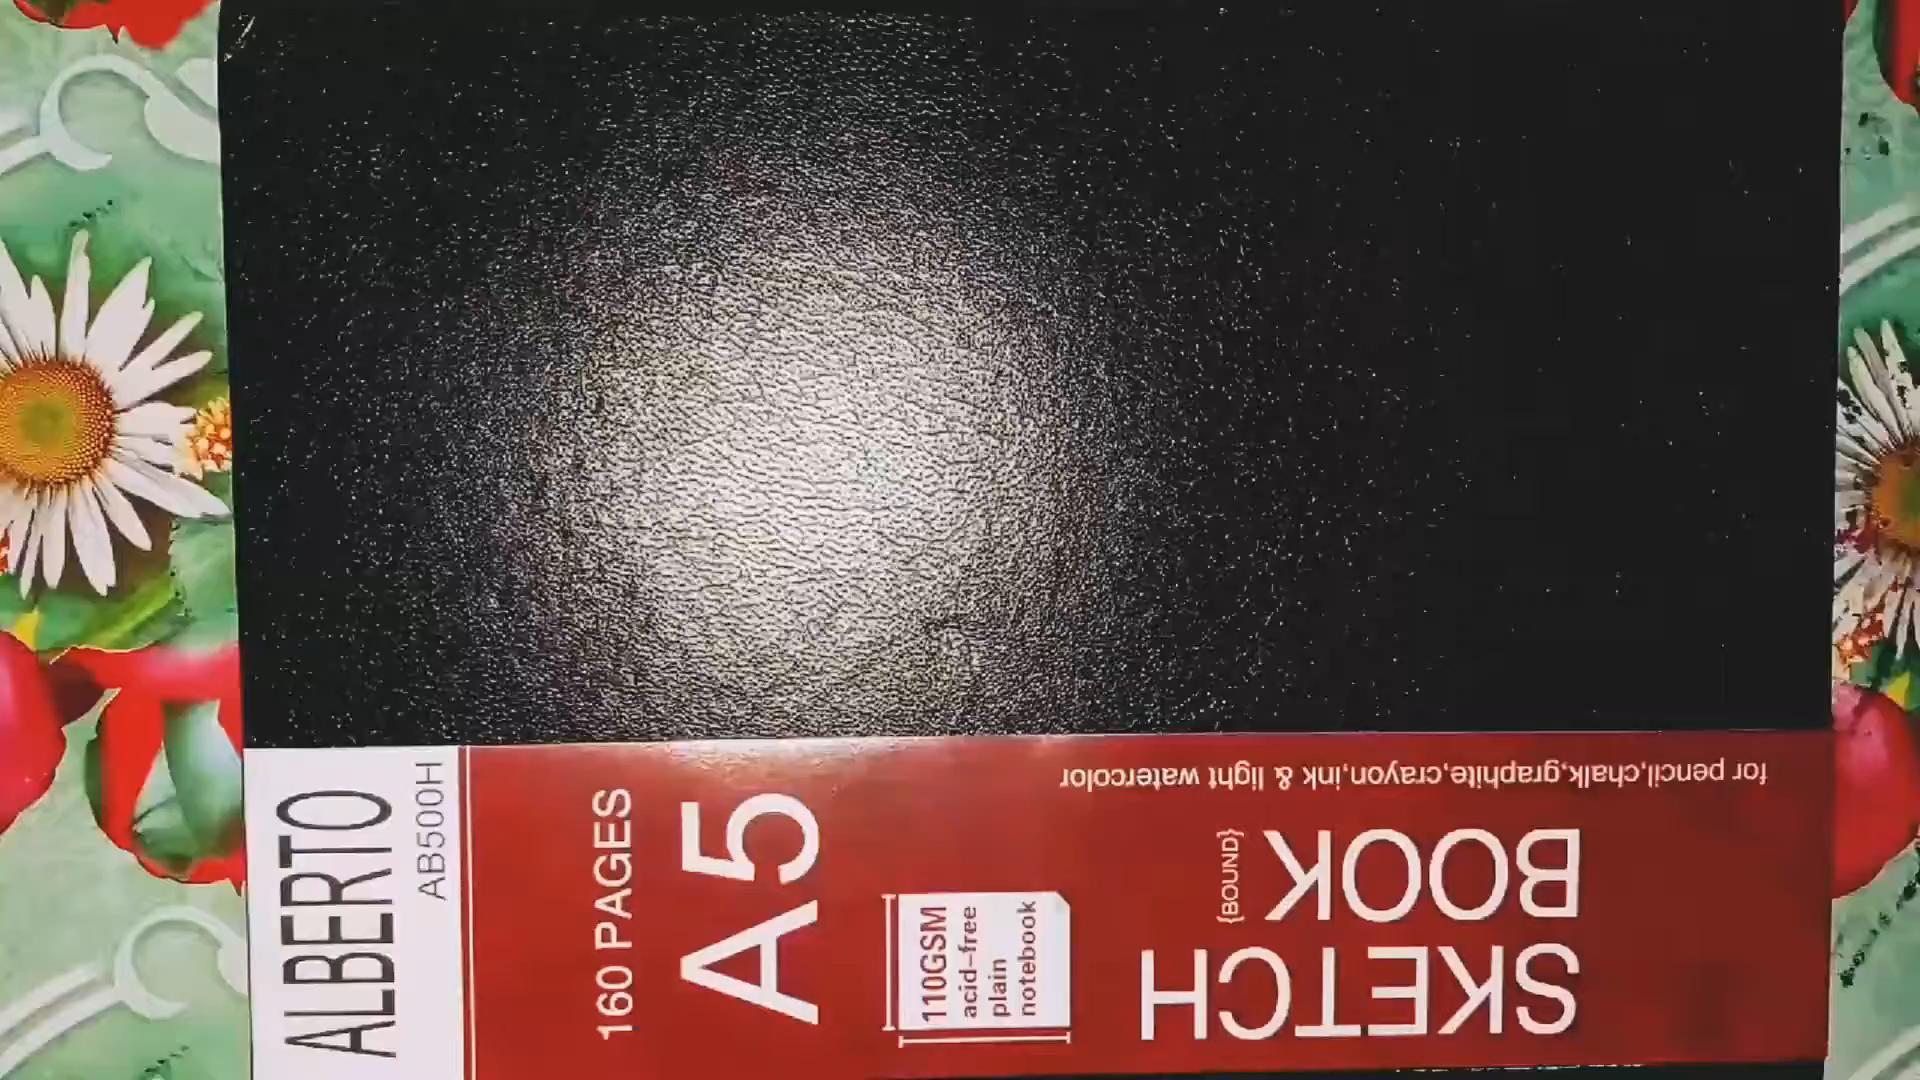 ALBERTO
AB500H
160 PAGES
A5
110GSM
acid-free
plain
notebook
SKETCH
BOOK
{BOUND}
for pencil,chalk,graphite,crayon,ink & light watercolor